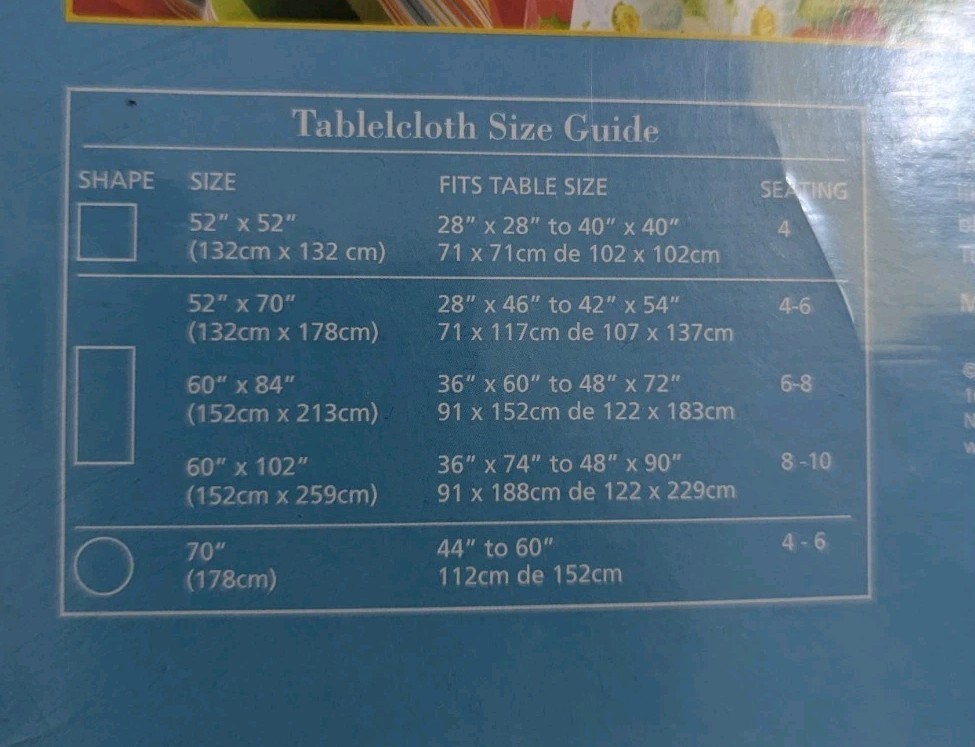 Tablelcloth Size Guide
SHAPE SIZE FITS TABLE SIZE SEATING
52" x 52" 28" x 28" to 40" x 40" 4
(132cm x 132 cm) 71 x 71cm de 102 x 102cm
52" x 70" 28" x 46" to 42" x 54" 4-6
(132cm x 178cm) 71 x 117cm de 107 x 137cm
60" x 84" 36" x 60" to 48" x 72" 6-8
(152cm x 213cm) 91 x 152cm de 122 x 183cm
60" x 102" 36" x 74" to 48" x 90" 8-10
(152cm x 259cm) 91 x 188cm de 122 x 229cm
70" 44" to 60" 4 - 6
(178cm) 112cm de 152cm